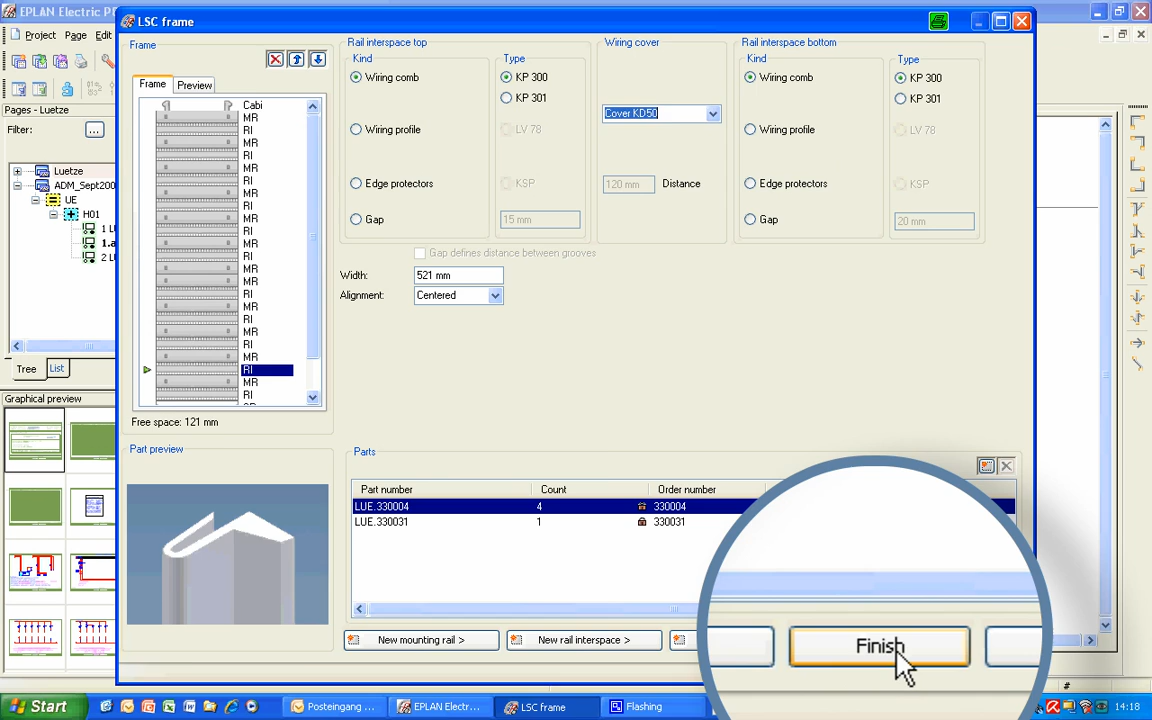 EPLAN Electric P
LSC frame
Project Page Edit
Pages - Luetze
Filter:
...
Luetze
ADM_Sept200
UE
H01
1 LU
1.a
2 LU
Tree List
Graphical preview
Frame
Frame Preview
Cabi
MR
RI
MR
RI
MR
RI
MR
RI
MR
RI
MR
RI
MR
RI
MR
RI
MR
RI
MR
RI
MR
RI
MR
RI
Free space: 121 mm
Part preview
Rail interspace top
Kind
Wiring comb
Wiring profile
Edge protectors
Gap
Type
KP 300
KP 301
LV 78
KSP
15 mm
Wiring cover
Cover KD50
120 mm Distance
Rail interspace bottom
Kind
Wiring comb
Wiring profile
Edge protectors
Gap
Type
KP 300
KP 301
LV 78
KSP
20 mm
Gap defines distance between grooves
Width: 521 mm
Alignment: Centered
Parts
Part number Count Order number
LUE.330004 4 330004
LUE.330031 1 330031
New mounting rail >
New rail interspace >
Finish
#
Start
Posteingang ...
EPLAN Electr...
LSC frame
Flashing
14:18